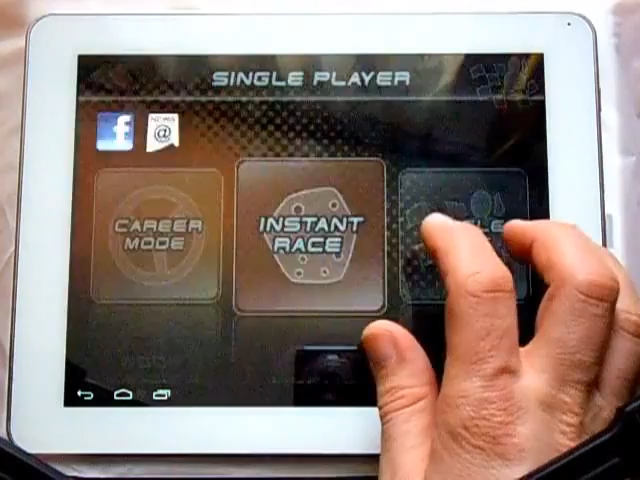 SINGLE PLAYER
f
NEWS
@
CAREER
MODE
INSTANT
RACE